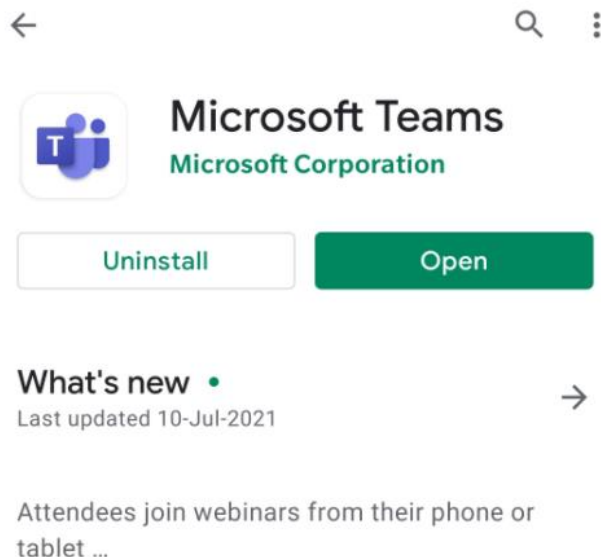 Microsoft Teams
T
Microsoft Corporation
Uninstall
Open
What's new
Last updated 10-Jul-2021
Attendees join webinars from their phone or
tablet ...